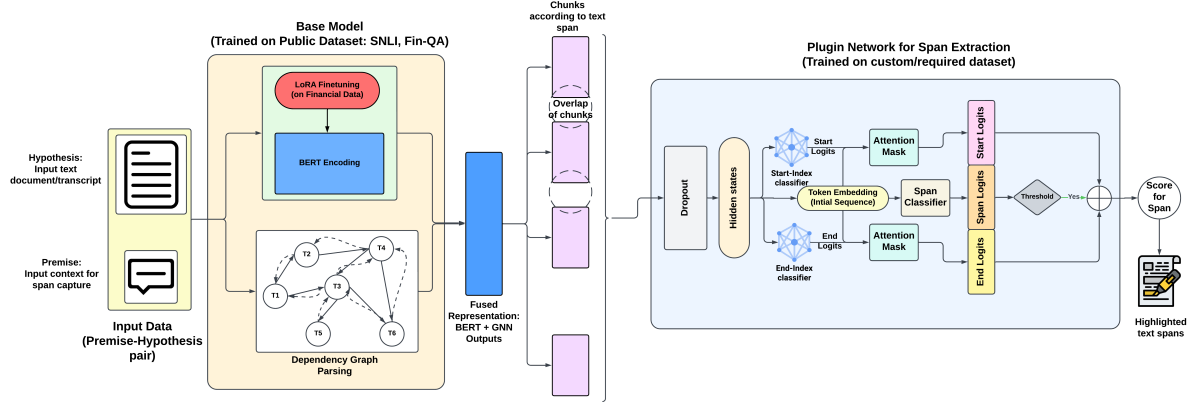 Hypothesis:
Input text
document/transcript
Premise:
Input context for
span capture
Input Data
(Premise-Hypothesis
pair)
Base Model
(Trained on Public Dataset: SNLI, Fin-QA)
LoRA Finetuning
(on Financial Data)
BERT Encoding
T1
T2
T3
T4
T5
T6
Dependency Graph
Parsing
Fused
Representation:
BERT + GNN
Outputs
Chunks
according to text
span
Overlap
of chunks
Plugin Network for Span Extraction
(Trained on custom/required dataset)
Dropout
Hidden states
Start-Index
classifier
Start
Logits
Token Embedding
(Intial Sequence)
End
Logits
End-Index
classifier
Attention
Mask
Span
Classifier
Attention
Mask
Start Logits
Span Logits
End Logits
Threshold
Yes
Score
for
Span
Highlighted
text spans